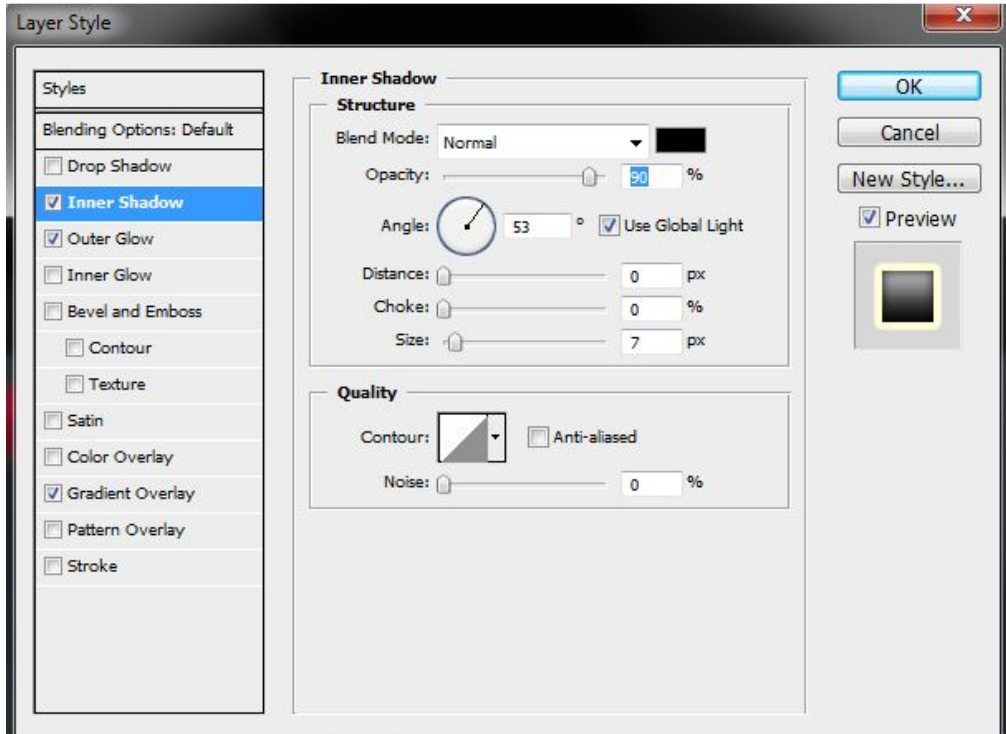 Layer Style
Styles
Blending Options: Default
Drop Shadow
Inner Shadow
Outer Glow
Inner Glow
Bevel and Emboss
Contour
Texture
Satin
Color Overlay
Gradient Overlay
Pattern Overlay
Stroke
Inner Shadow
Structure
Blend Mode: Normal
Opacity: 90 %
Angle: 53 ° Use Global Light
Distance: 0 px
Choke: 0 %
Size: 7 px
Quality
Contour: Anti-aliased
Noise: 0 %
OK
Cancel
New Style...
Preview